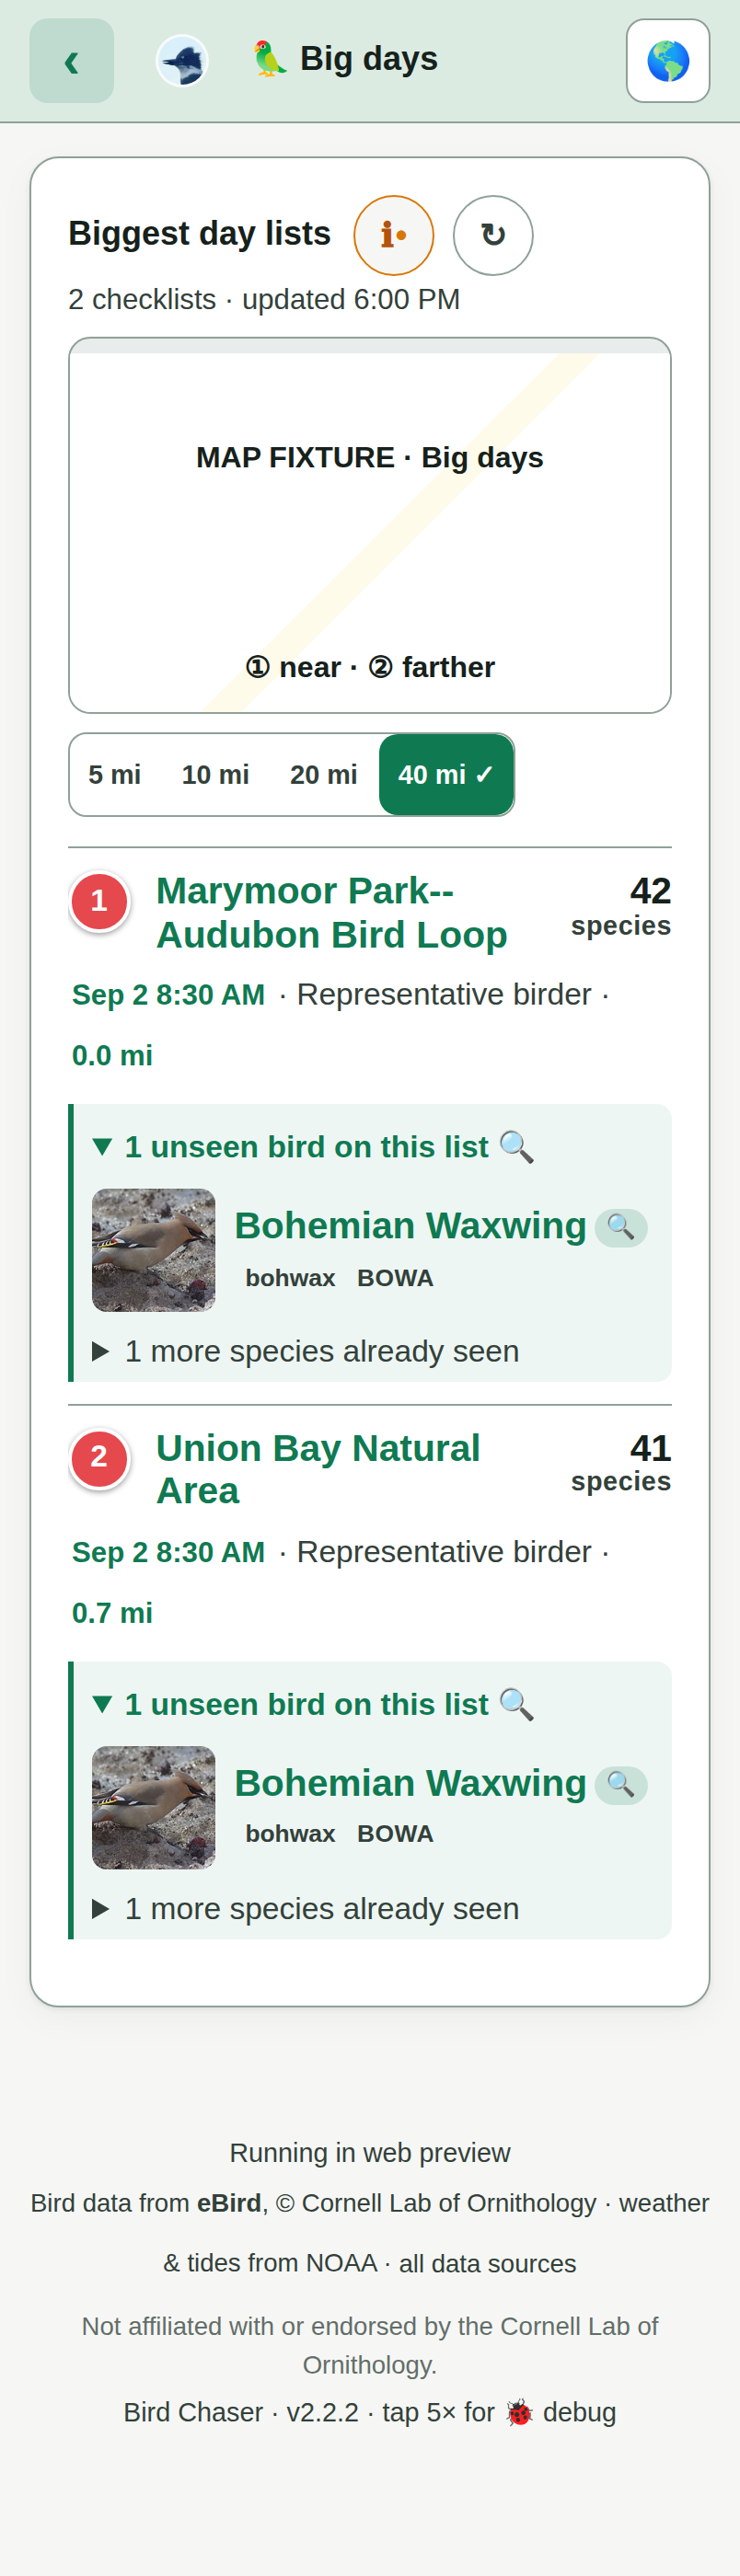 ‹ 🦜 Big days 🌎
Biggest day lists ℹ• ↻
2 checklists · updated 6:00 PM
MAP FIXTURE · Big days
① near · ② farther
5 mi 10 mi 20 mi 40 mi ✓
1 Marymoor Park-- 42
Audubon Bird Loop species
Sep 2 8:30 AM · Representative birder ·
0.0 mi
▼ 1 unseen bird on this list 🔍
Bohemian Waxwing 🔍
bohwax BOWA
▶ 1 more species already seen
2 Union Bay Natural 41
Area species
Sep 2 8:30 AM · Representative birder ·
0.7 mi
▼ 1 unseen bird on this list 🔍
Bohemian Waxwing 🔍
bohwax BOWA
▶ 1 more species already seen
Running in web preview
Bird data from eBird, © Cornell Lab of Ornithology · weather
& tides from NOAA · all data sources
Not affiliated with or endorsed by the Cornell Lab of
Ornithology.
Bird Chaser · v2.2.2 · tap 5× for 🐞 debug